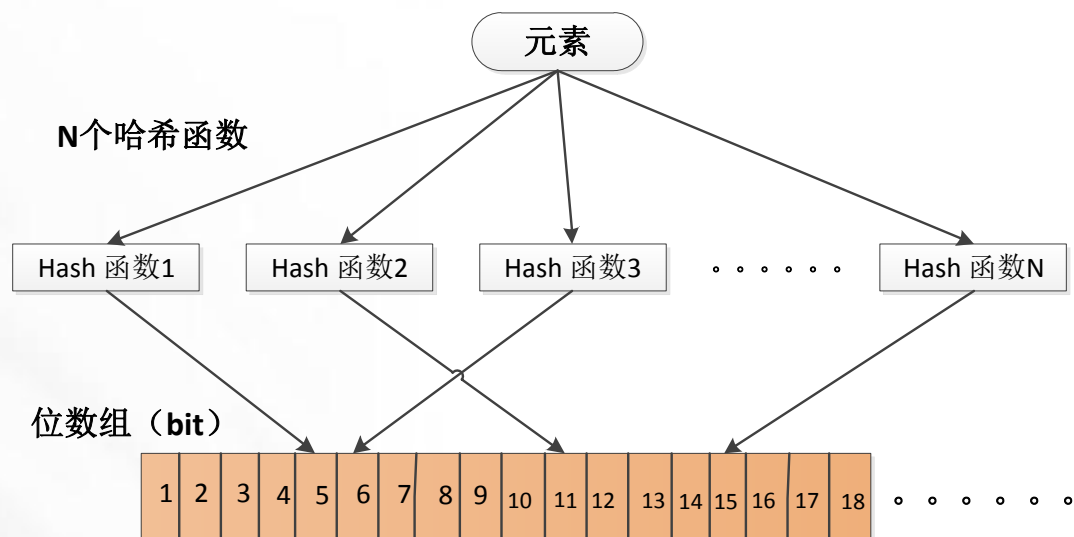 元素
N个哈希函数
Hash 函数1 Hash 函数2 Hash 函数3 。。。。。。 Hash 函数N
位数组（bit）
1 2 3 4 5 6 7 8 9 10 11 12 13 14 15 16 17 18 。。。。。。